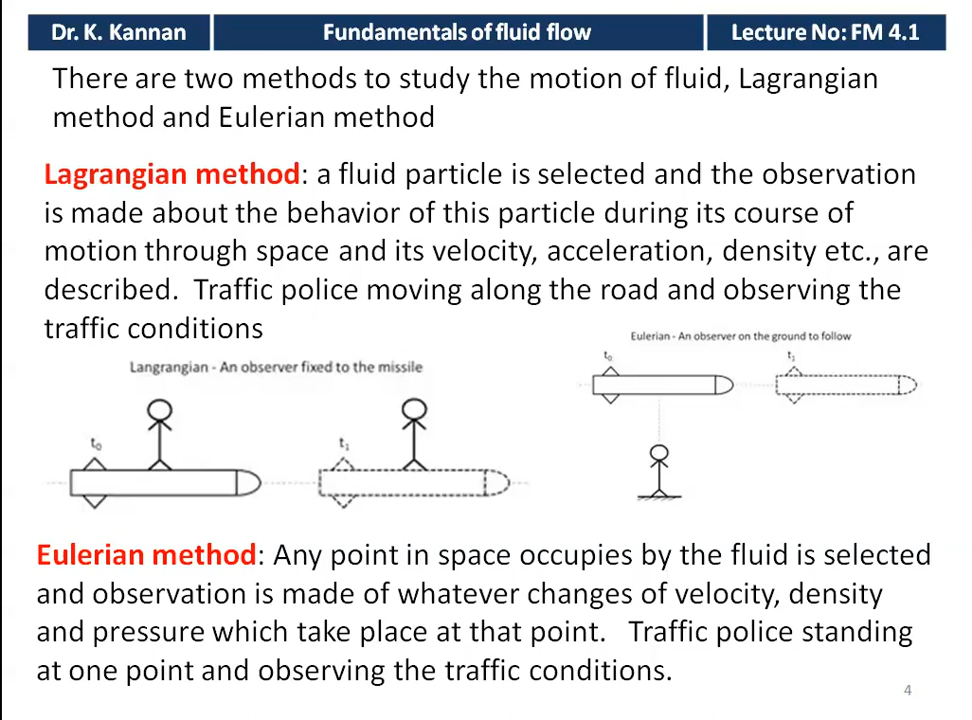 Dr. K. Kannan
Fundamentals of fluid flow
Lecture No: FM 4.1
There are two methods to study the motion of fluid, Lagrangian
method and Eulerian method
Lagrangian method: a fluid particle is selected and the observation
is made about the behavior of this particle during its course of
motion through space and its velocity, acceleration, density etc., are
described. Traffic police moving along the road and observing the
traffic conditions
Eulerian - An observer on the ground to follow
t₀
t₁
Langrangian - An observer fixed to the missile
t₀
t₁
Eulerian method: Any point in space occupies by the fluid is selected
and observation is made of whatever changes of velocity, density
and pressure which take place at that point. Traffic police standing
at one point and observing the traffic conditions.
4